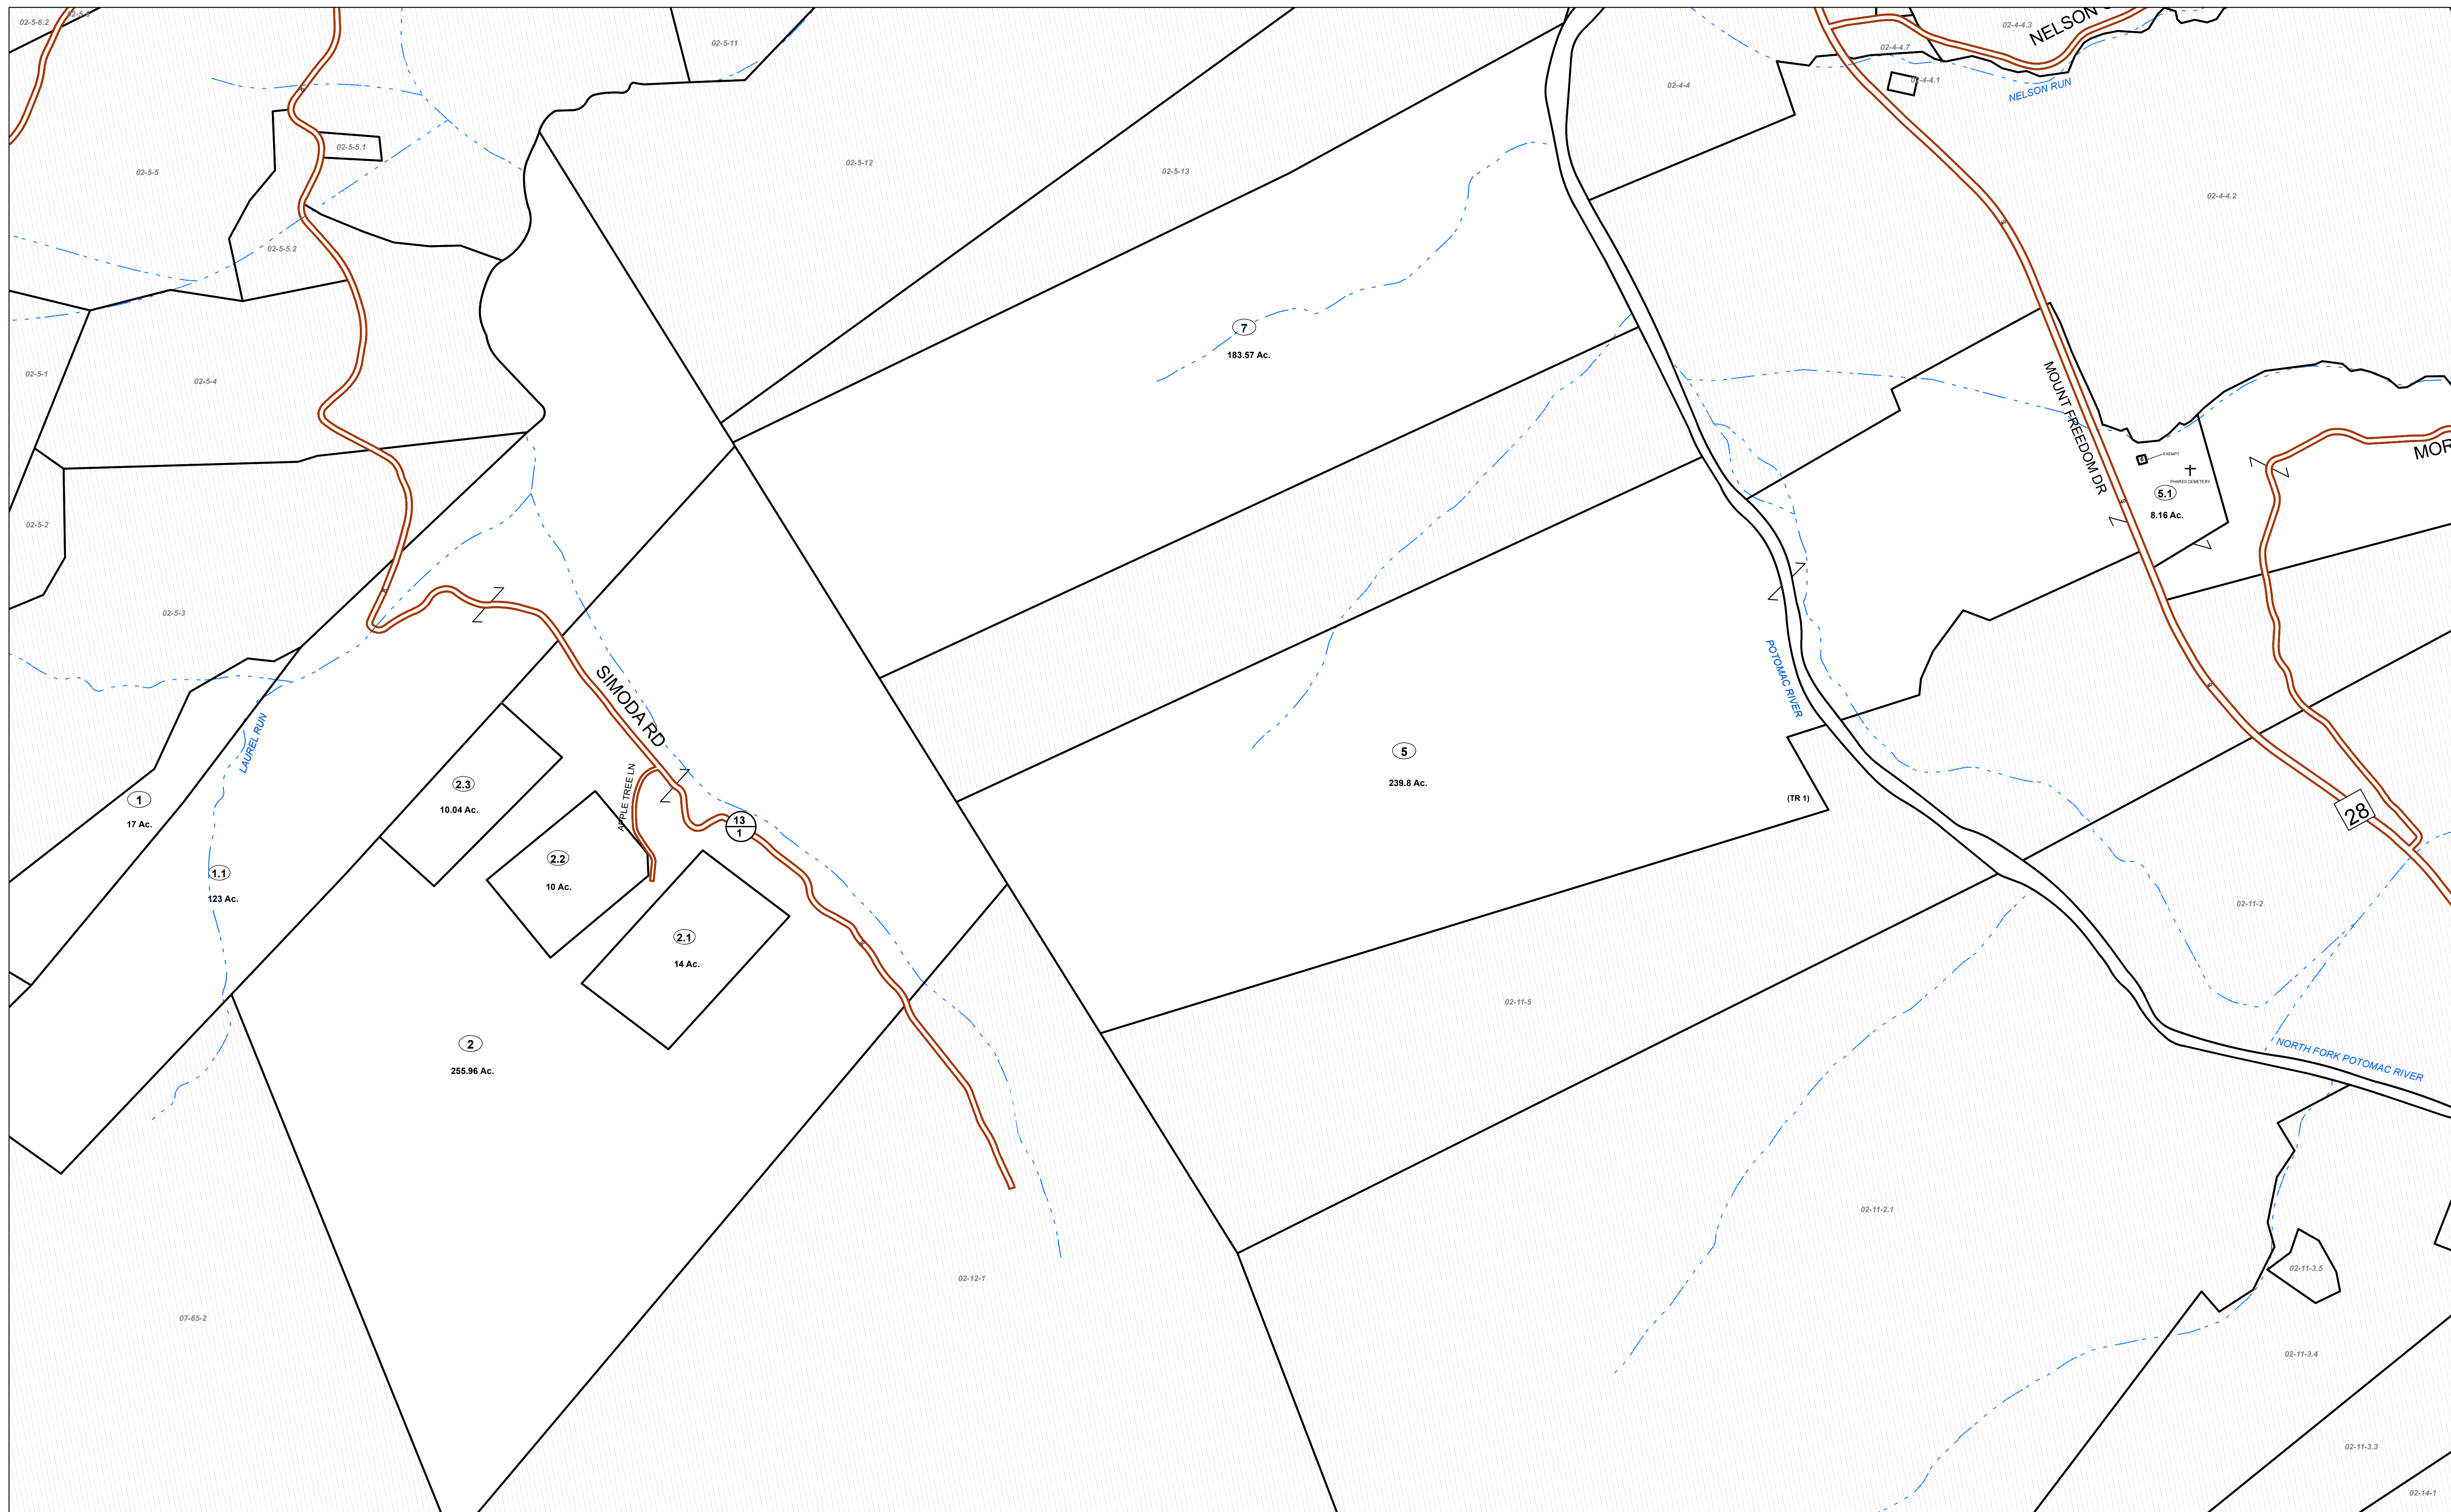 02-5-6.2
02-5-11
02-4-4.3
NELSON
02-4-4.7
02-4-4.1
02-4-4
NELSON RUN
02-5-5.1
02-5-12
02-5-13
02-5-5
02-4-4.2
02-5-5.2
7
183.57 Ac.
02-5-1
02-5-4
MOUNT FREEDOM DR
EXEMPT
MOR
PHARES CEMETERY
5.1
8.16 Ac.
02-5-2
02-5-3
POTOMAC RIVER
SIMODA RD
LAUREL RUN
5
239.8 Ac.
2.3
10.04 Ac.
APPLE TREE LN
(TR 1)
1
17 Ac.
28
13
1
2.2
10 Ac.
1.1
123 Ac.
02-11-2
2.1
14 Ac.
02-11-5
2
255.96 Ac.
NORTH FORK POTOMAC RIVER
02-11-2.1
02-11-3.5
02-12-1
07-65-2
02-11-3.4
02-11-3.3
02-14-1